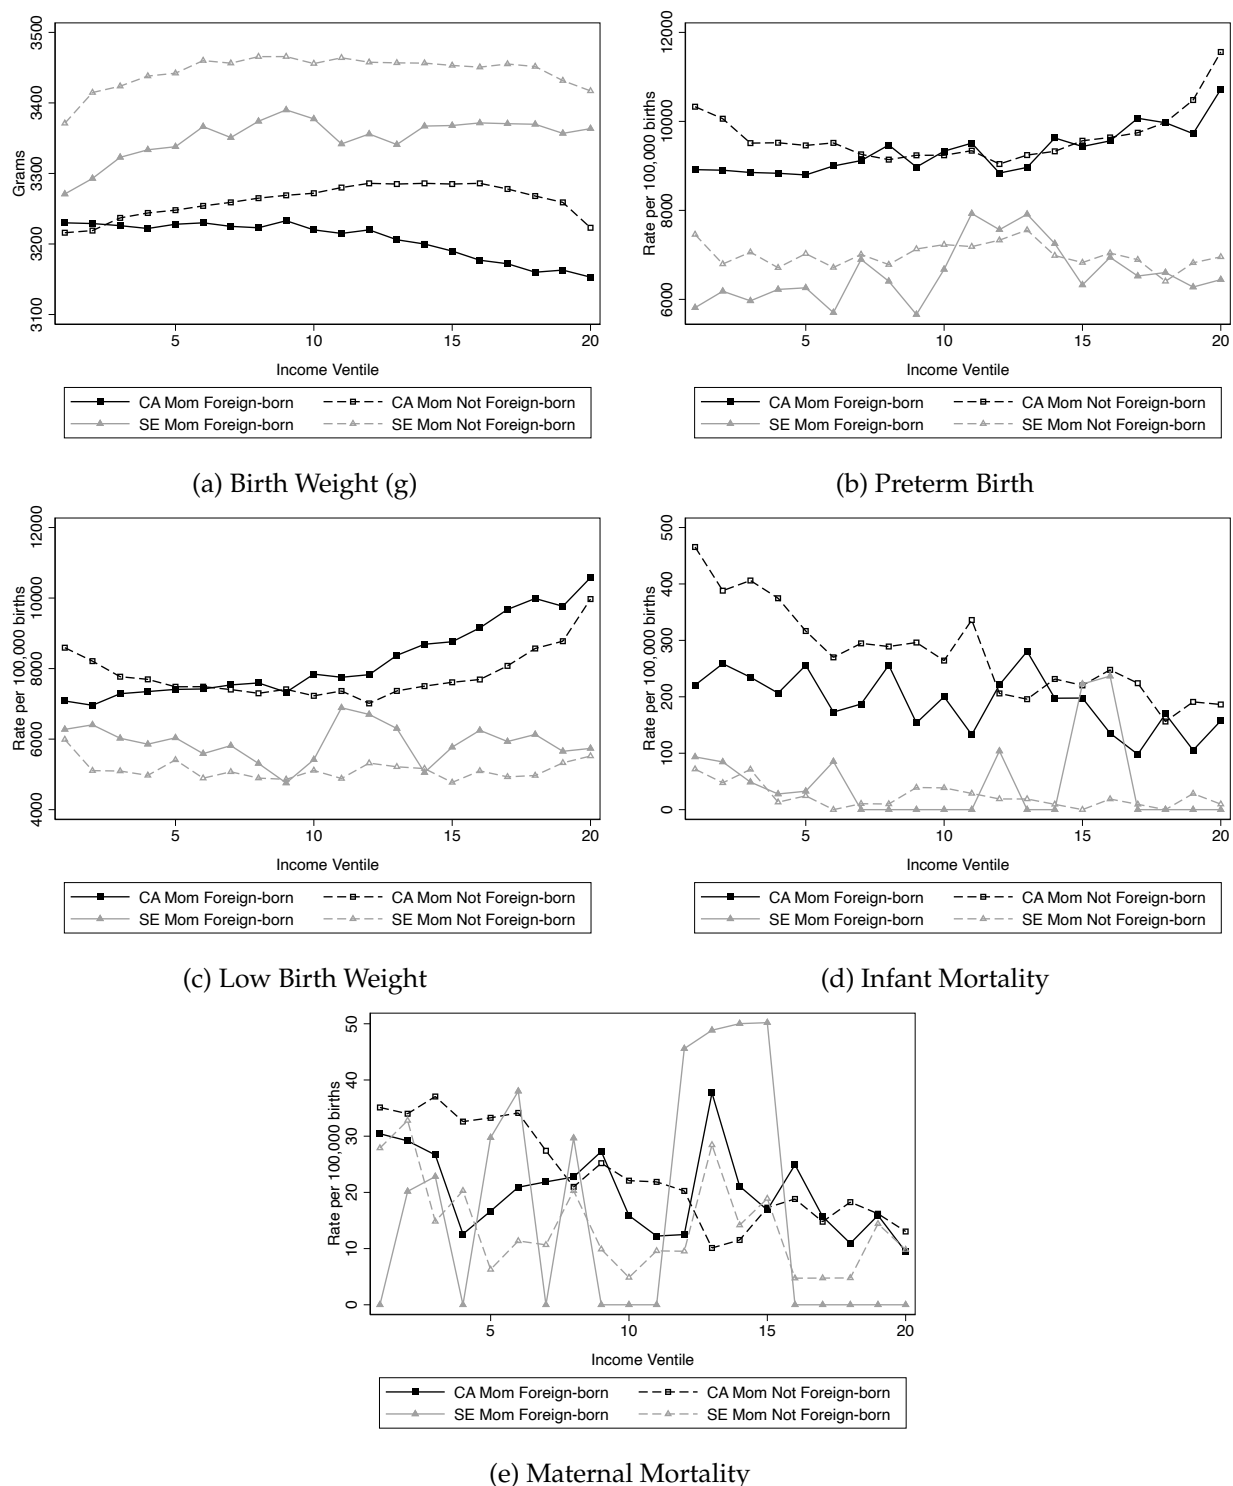 3500
3400
3300
3200
3100
Grams
5 10 15 20
Income Ventile
CA Mom Foreign-born CA Mom Not Foreign-born
SE Mom Foreign-born SE Mom Not Foreign-born
(a) Birth Weight (g)
12000
10000
8000
6000
Rate per 100,000 births
5 10 15 20
Income Ventile
CA Mom Foreign-born CA Mom Not Foreign-born
SE Mom Foreign-born SE Mom Not Foreign-born
(b) Preterm Birth
12000
10000
8000
6000
4000
Rate per 100,000 births
5 10 15 20
Income Ventile
CA Mom Foreign-born CA Mom Not Foreign-born
SE Mom Foreign-born SE Mom Not Foreign-born
(c) Low Birth Weight
500
400
300
200
100
0
Rate per 100,000 births
5 10 15 20
Income Ventile
CA Mom Foreign-born CA Mom Not Foreign-born
SE Mom Foreign-born SE Mom Not Foreign-born
(d) Infant Mortality
50
40
30
20
10
0
Rate per 100,000 births
5 10 15 20
Income Ventile
CA Mom Foreign-born CA Mom Not Foreign-born
SE Mom Foreign-born SE Mom Not Foreign-born
(e) Maternal Mortality